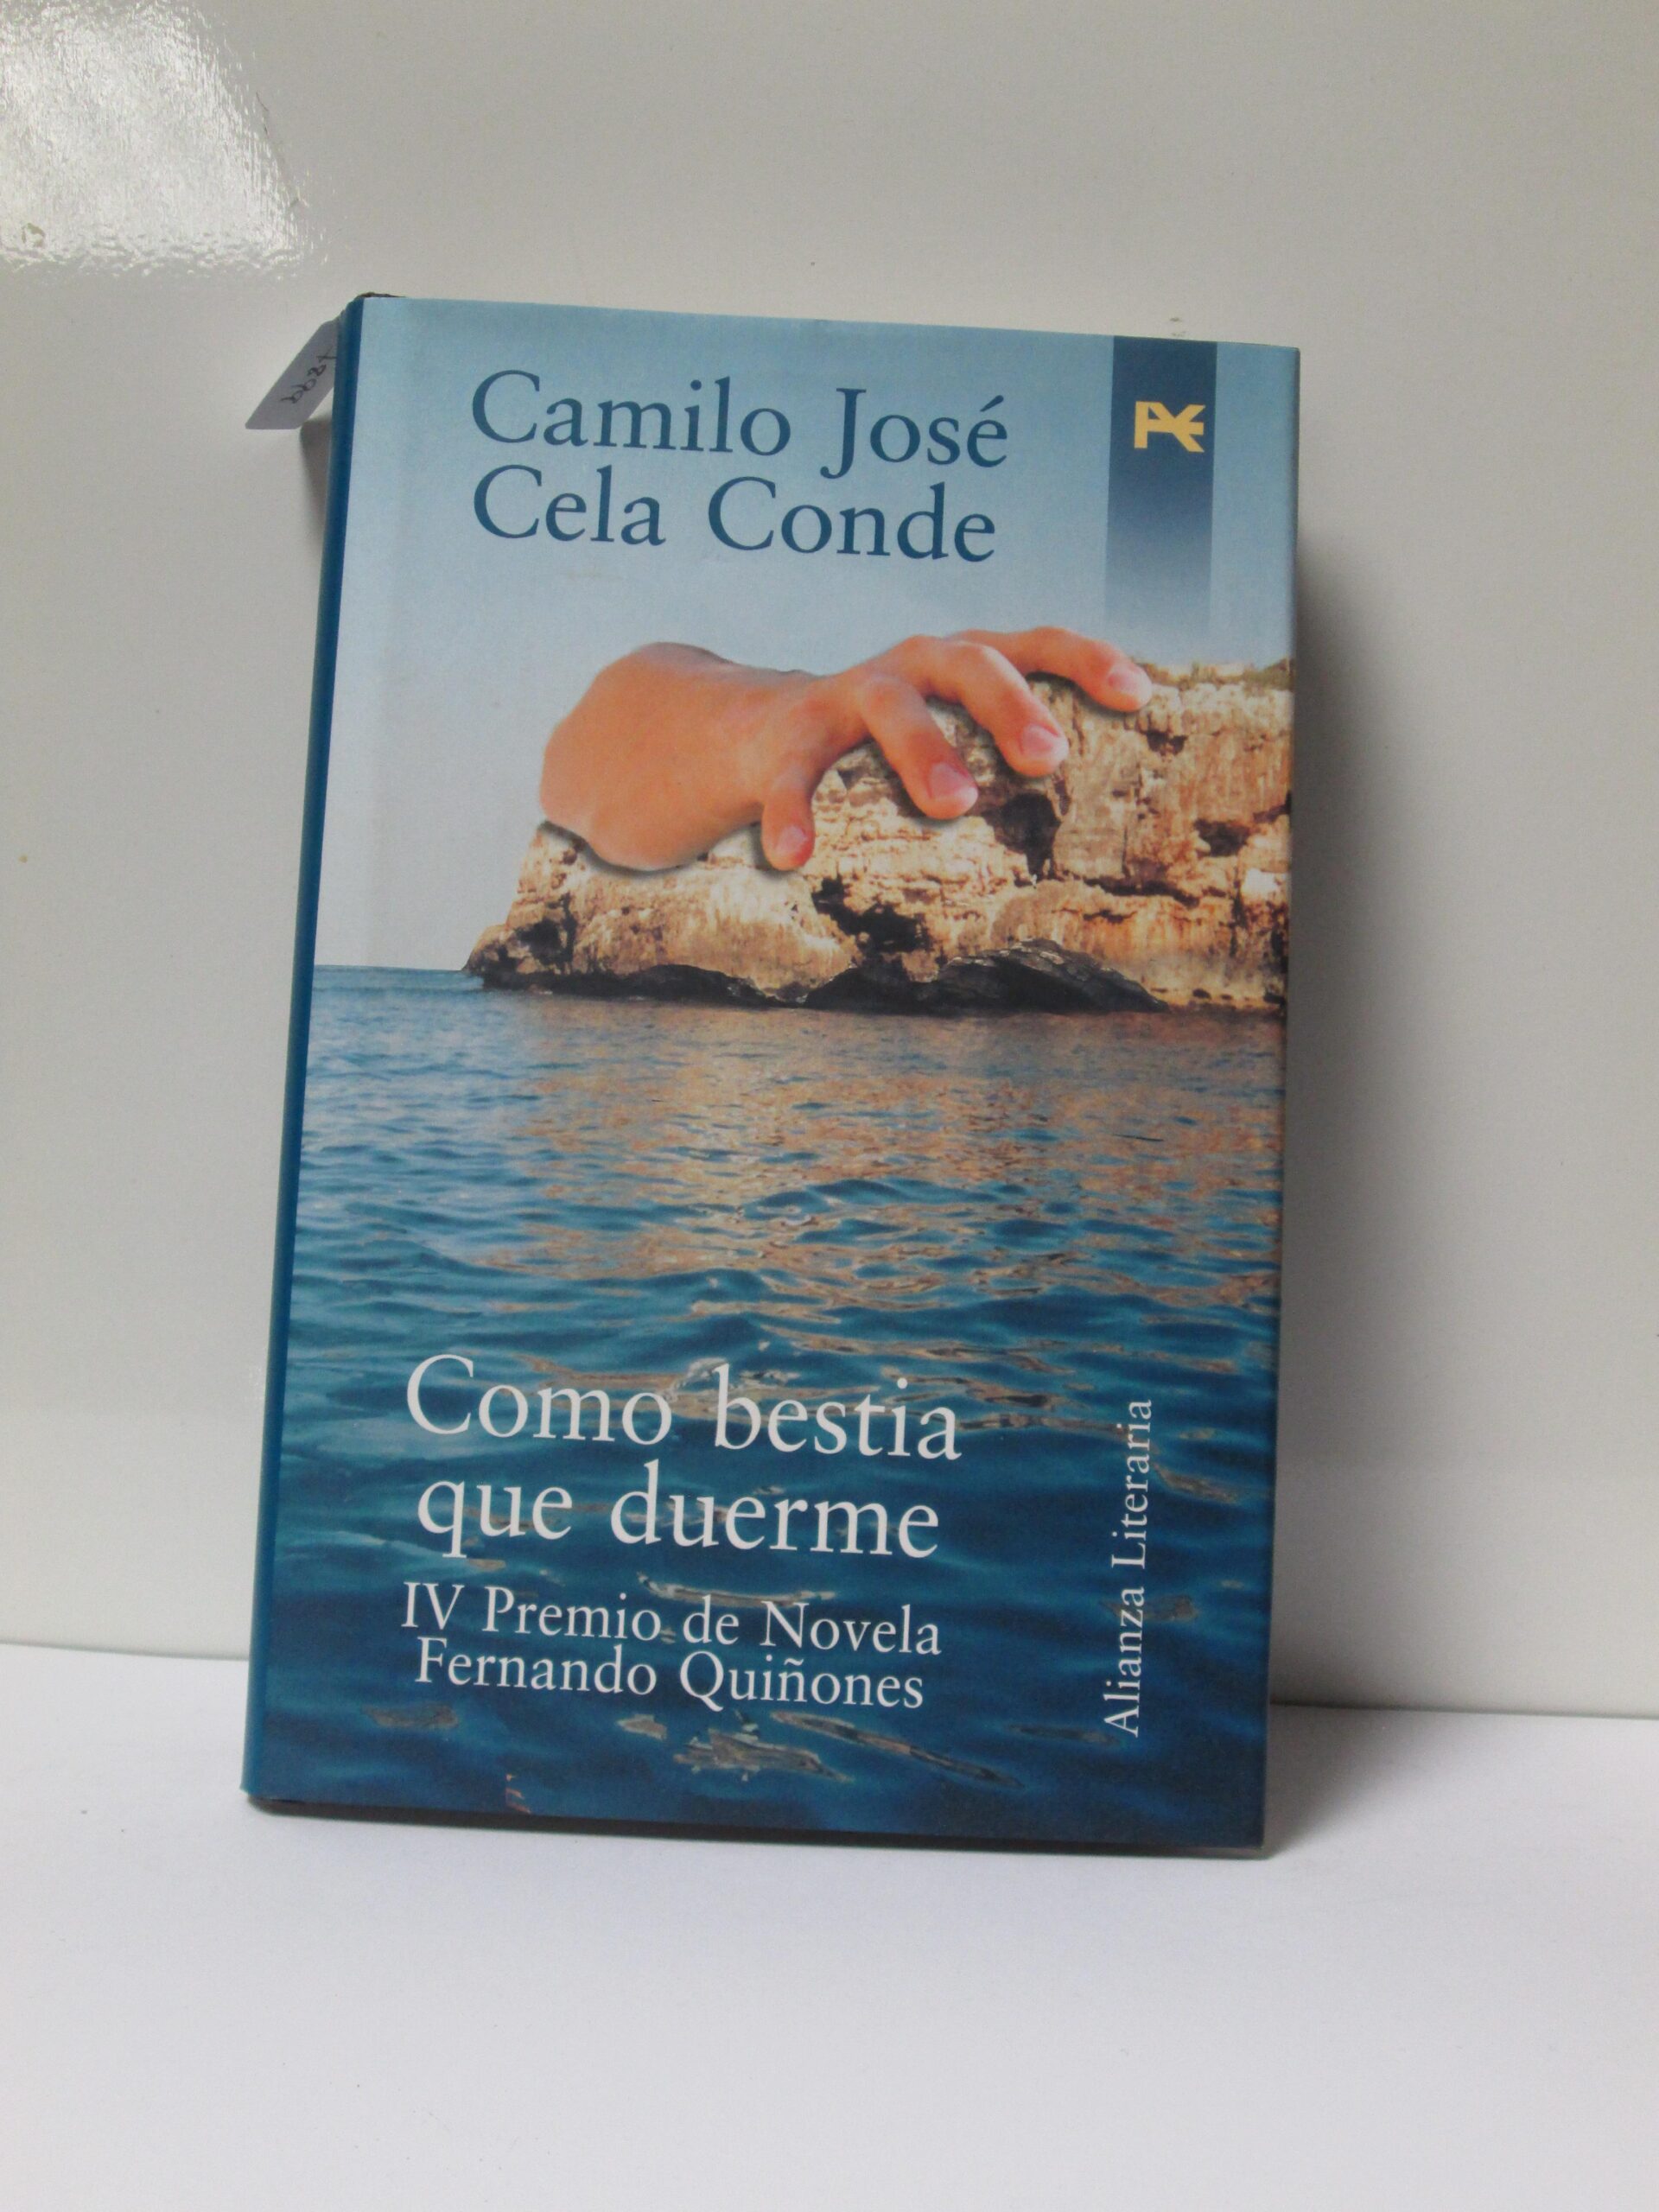 Camilo José
Cela Conde
Como bestia
que duerme
IV Premio de Novela
Fernando Quiñones
Alianza Literaria